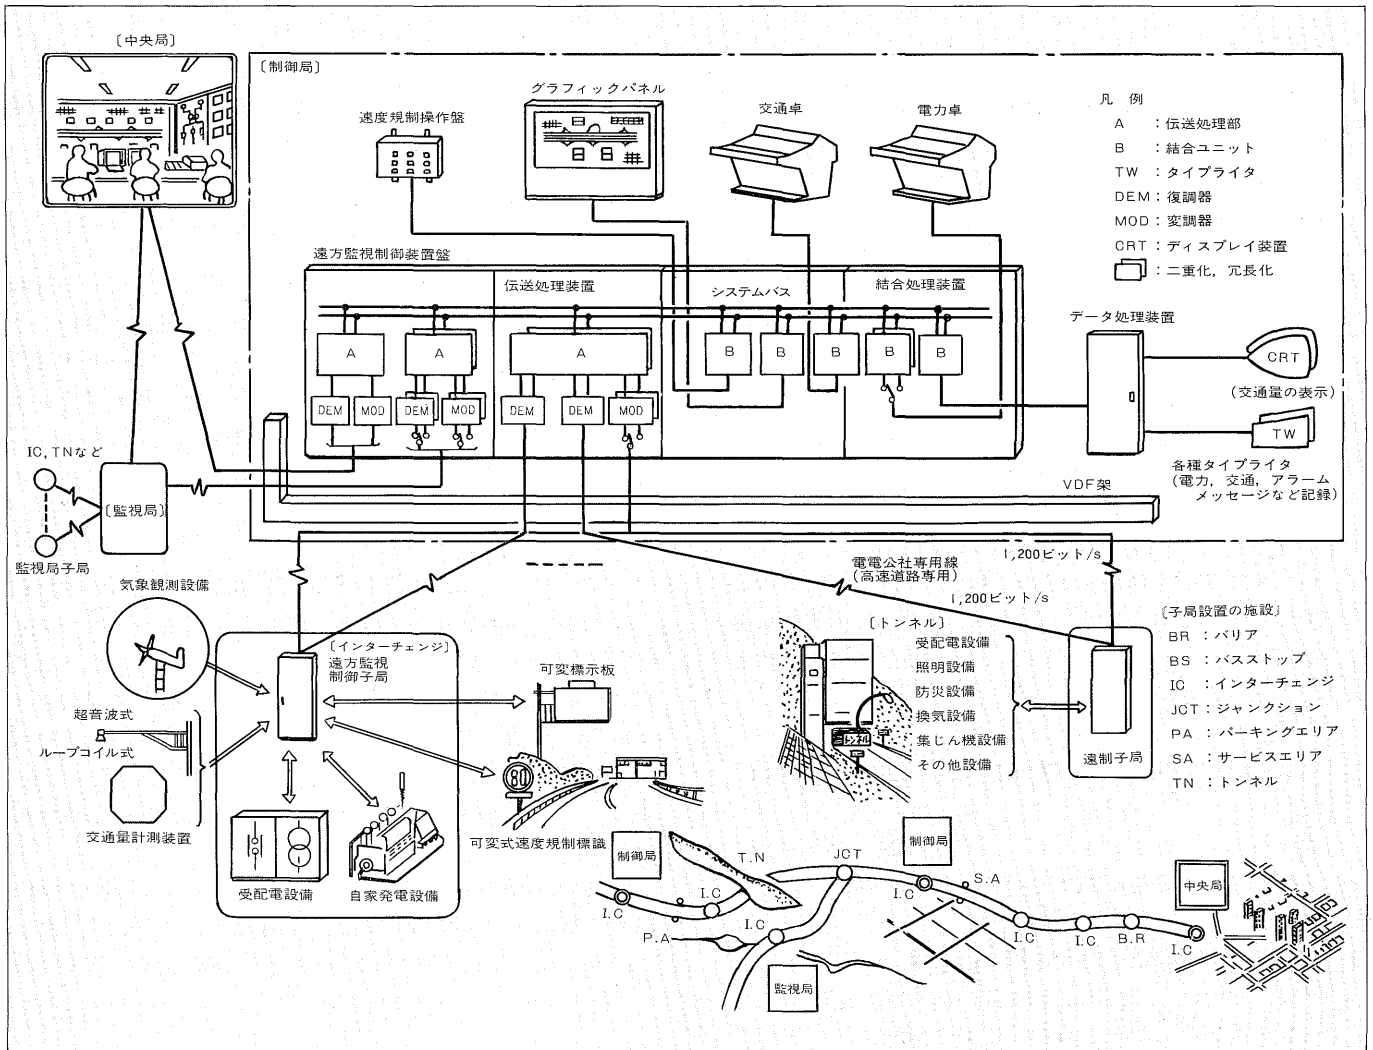 〔中央局〕
〔制御局〕
速度規制操作盤
グラフィックパネル
交通卓
電力卓
凡 例
A :伝送処理部
B :結合ユニット
TW :タイプライタ
DEM:復調器
MOD:変調器
CRT:ディスプレイ装置
:二重化,冗長化
遠方監視制御装置盤
伝送処理装置
システムバス
結合処理装置
データ処理装置
A
A
A
B
B
B
B
B
CRT
(交通量の表示)
DEM
MOD
DEM
MOD
DEM
DEM
MOD
TW
各種タイプライタ
(電力,交通,アラーム
メッセージなど記録)
IC,TNなど
〔監視局〕
監視局子局
VDF架
1,200ビット/s
電電公社専用線
(高速道路専用)
1,200ビット/s
気象観測設備
〔インターチェンジ〕
遠方監視
制御子局
可変標示板
超音波式
ループコイル式
交通量計測装置
受配電設備
自家発電設備
80
可変式速度規制標識
〔トンネル〕
トンネル
受配電設備
照明設備
防災設備
換気設備
集じん機設備
その他設備
遠制子局
〔子局設置の施設〕
BR :バリア
BS :バスストップ
IC :インターチェンジ
JCT:ジャンクション
PA :パーキングエリア
SA :サービスエリア
TN :トンネル
制御局
T.N
JCT
制御局
S.A
中央局
I.C
I.C
I.C
I.C
P.A
I.C
I.C
B.R
I.C
監視局